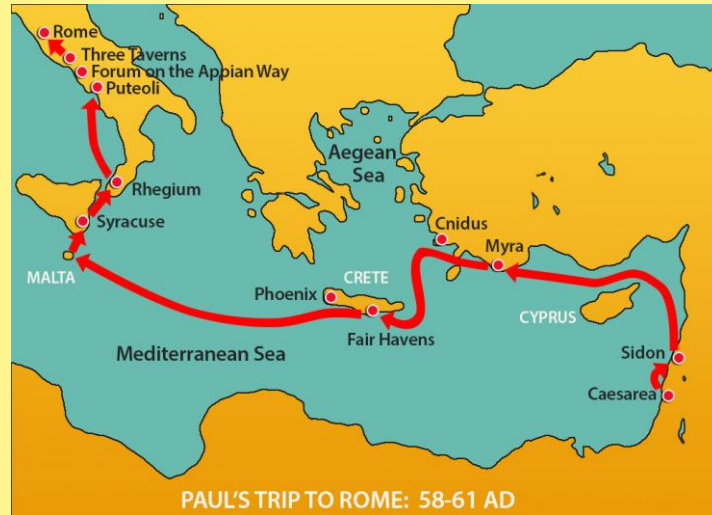 Rome
Three Taverns
Forum on the Appian Way
Puteoli
Aegean
Sea
Rhegium
Syracuse
Cnidus
Myra
MALTA
CRETE
Phoenix
CYPRUS
Fair Havens
Sidon
Mediterranean Sea
Caesarea
PAUL'S TRIP TO ROME: 58-61 AD